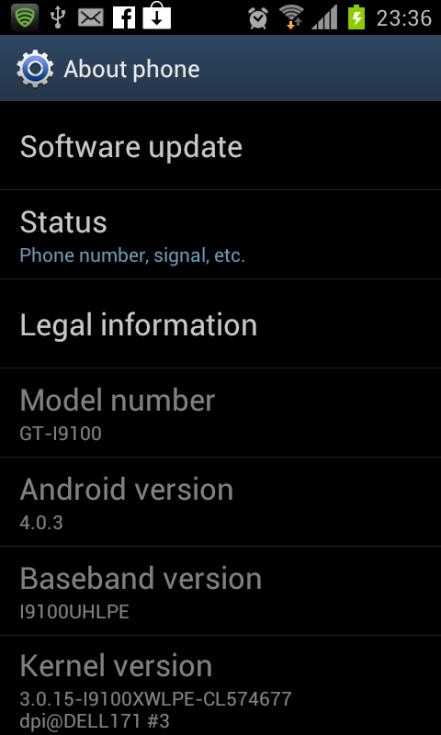 23:36
About phone
Software update
Status
Phone number, signal, etc.
Legal information
Model number
GT-I9100
Android version
4.0.3
Baseband version
I9100UHLPE
Kernel version
3.0.15-I9100XWLPE-CL574677
dpi@DELL171 #3